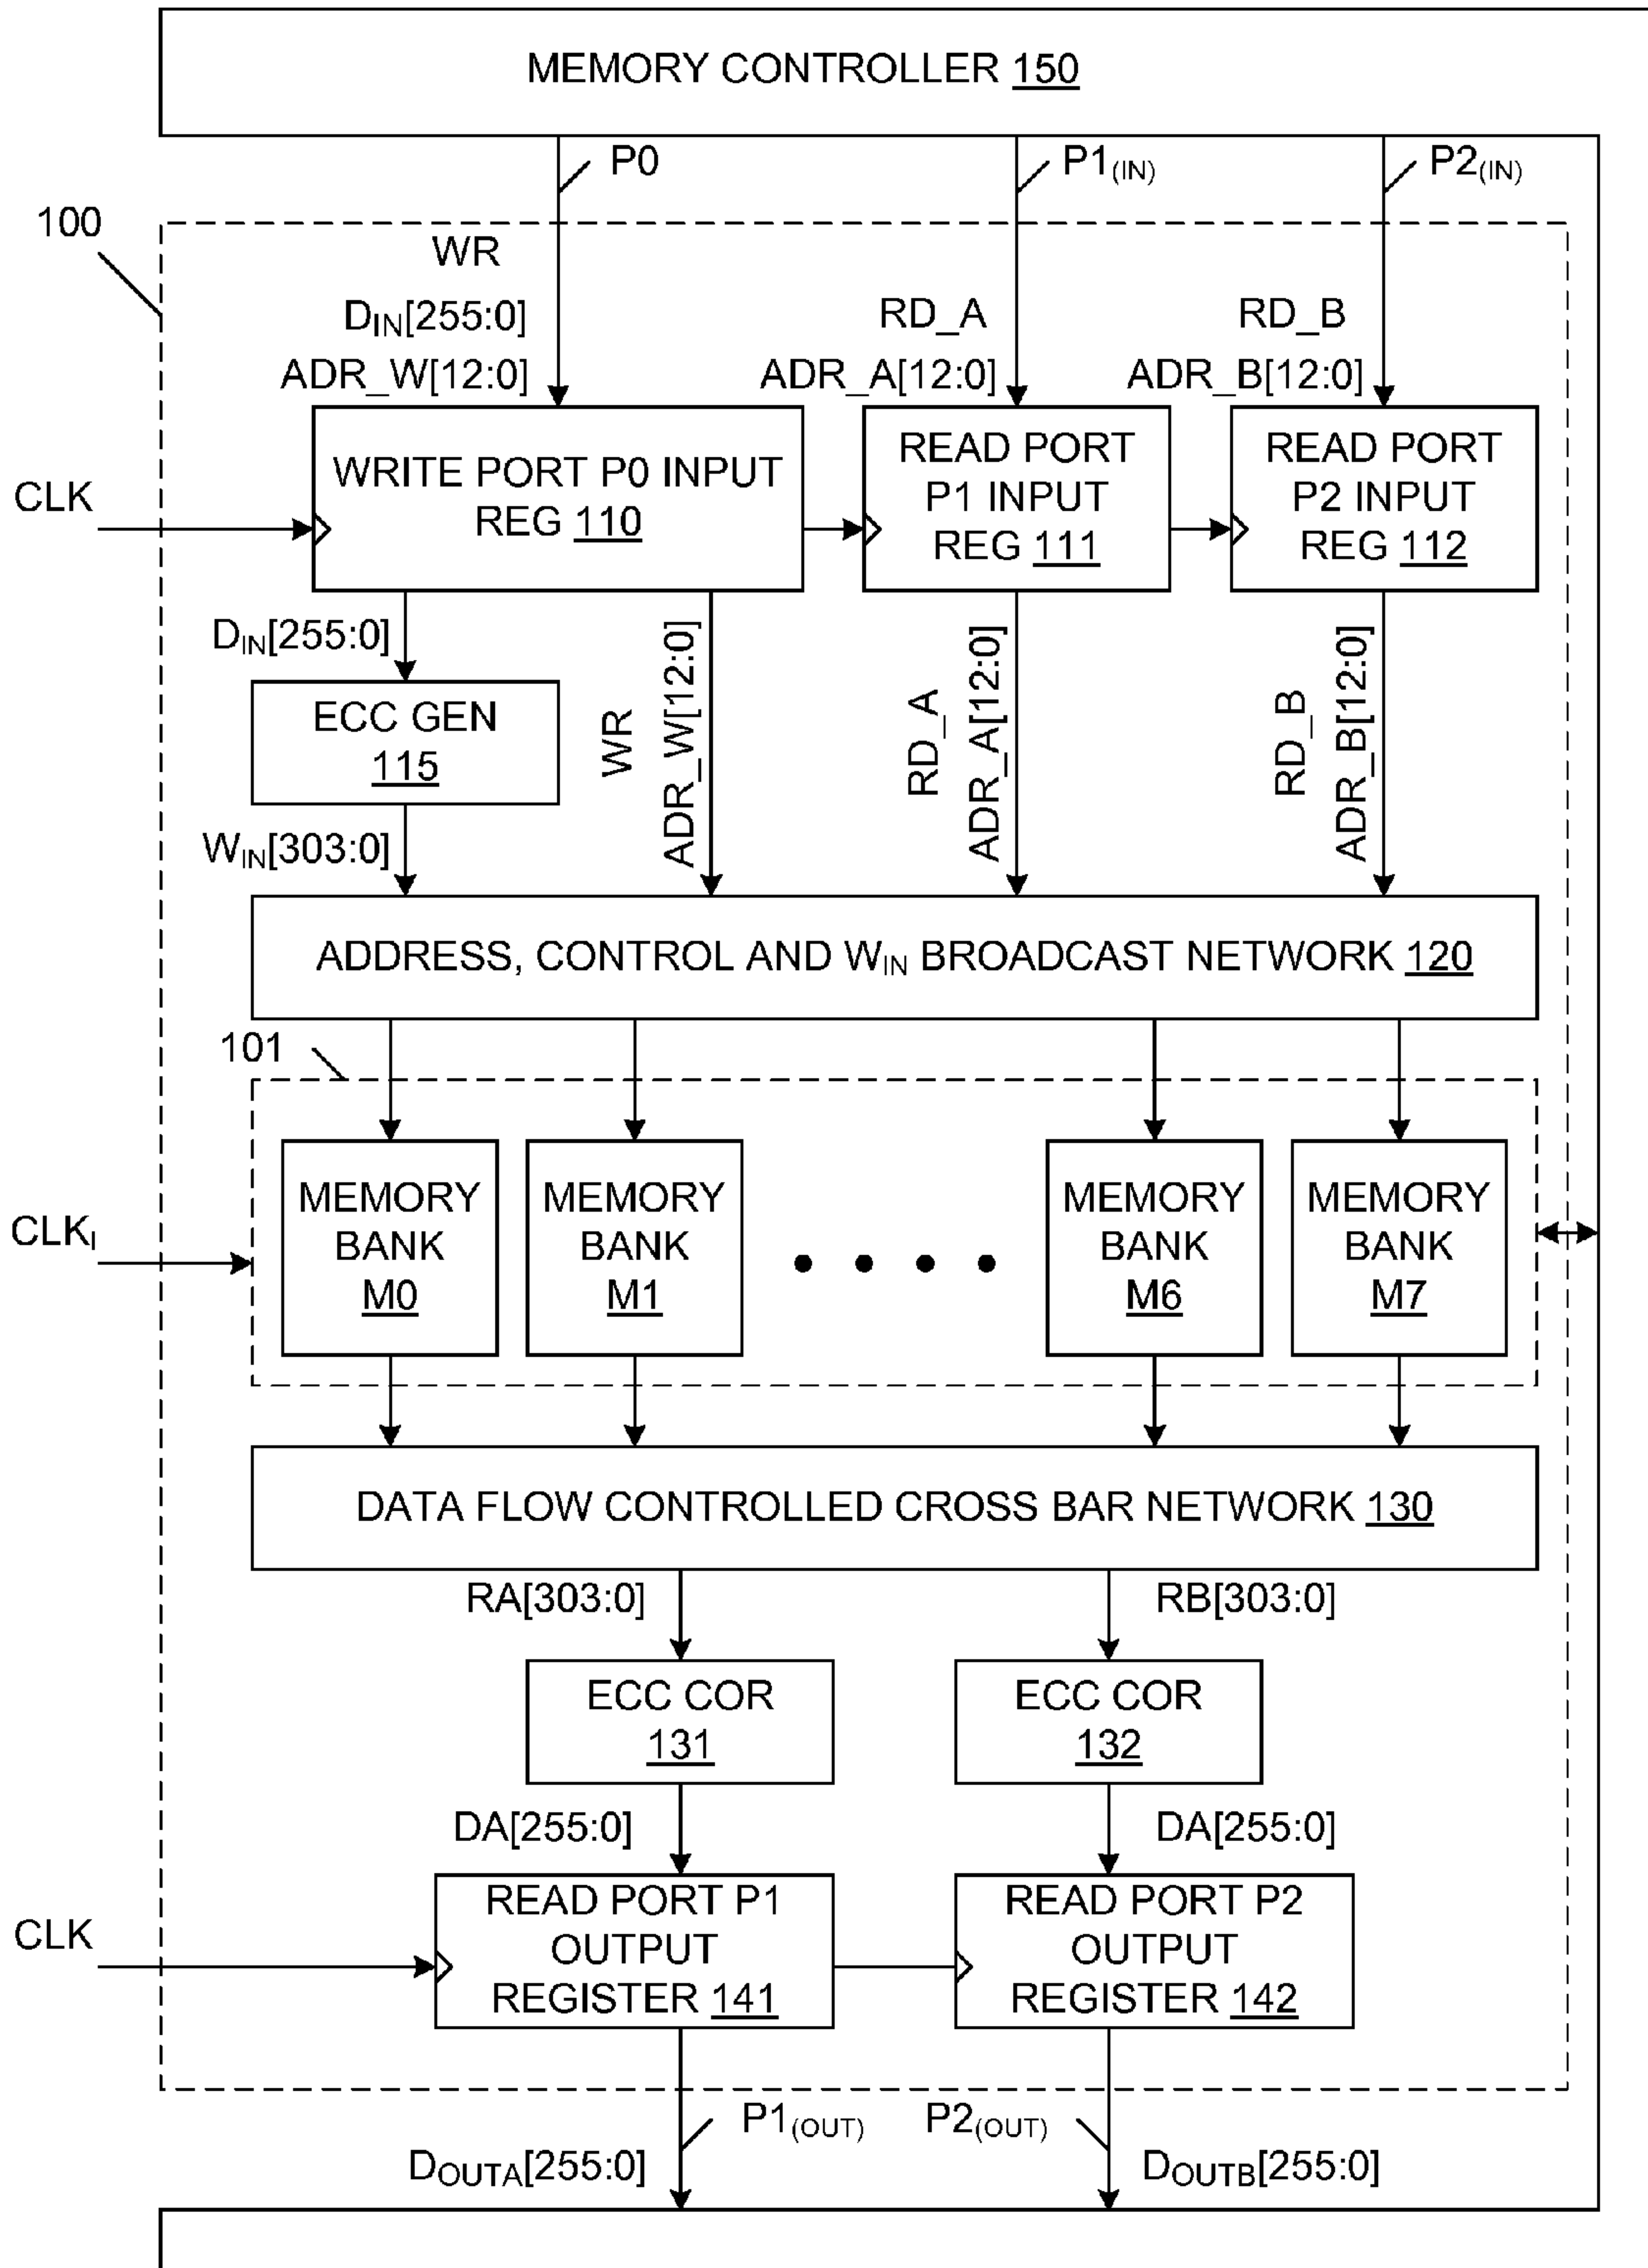 MEMORY CONTROLLER 150
P0
P1(IN)
P2(IN)
100
WR
DIN[255:0]
RD_A
RD_B
ADR_W[12:0]
ADR_A[12:0]
ADR_B[12:0]
CLK
WRITE PORT P0 INPUT
REG 110
READ PORT
P1 INPUT
REG 111
READ PORT
P2 INPUT
REG 112
DIN[255:0]
ECC GEN
115
WR
ADR_W[12:0]
RD_A
ADR_A[12:0]
RD_B
ADR_B[12:0]
WIN[303:0]
ADDRESS, CONTROL AND WIN BROADCAST NETWORK 120
101
CLKI
MEMORY
BANK
M0
MEMORY
BANK
M1
MEMORY
BANK
M6
MEMORY
BANK
M7
DATA FLOW CONTROLLED CROSS BAR NETWORK 130
RA[303:0]
RB[303:0]
ECC COR
131
ECC COR
132
DA[255:0]
DA[255:0]
CLK
READ PORT P1
OUTPUT
REGISTER 141
READ PORT P2
OUTPUT
REGISTER 142
P1(OUT)
P2(OUT)
DOUTA[255:0]
DOUTB[255:0]